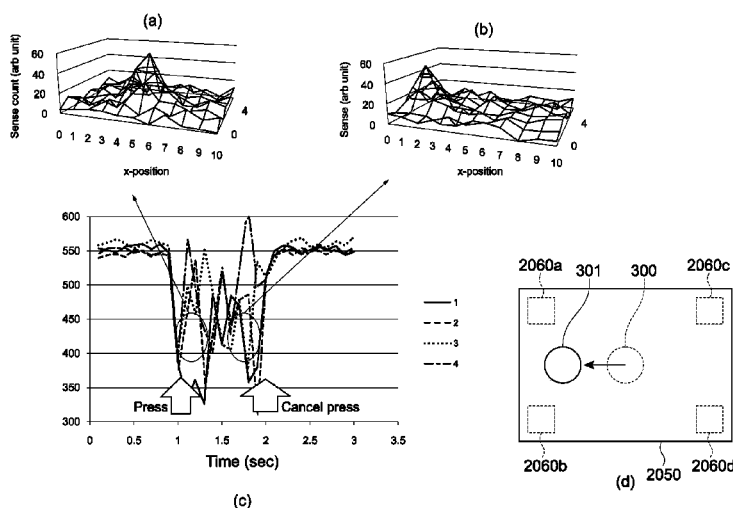 (a)
Sense count (arb unit)
60
40
20
0
0 1 2 3 4 5 6 7 8 9 10
4
0
x-position
(b)
Sense (arb unit)
60
40
20
0
0 1 2 3 4 5 6 7 8 9 10
4
0
x-position
600
550
500
450
400
350
300
0 0.5 1 1.5 2 2.5 3 3.5
Press
Cancel press
Time (sec)
1
2
3
4
(c)
2060a 301 300 2060c
2060b 2050 2060d
(d)